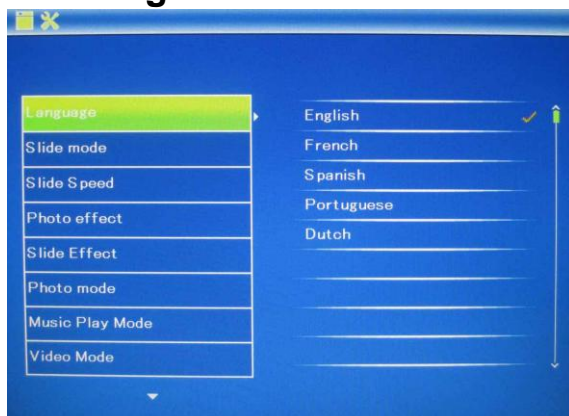 Language
Slide mode
Slide Speed
Photo effect
Slide Effect
Photo mode
Music Play Mode
Video Mode
English
French
Spanish
Portuguese
Dutch